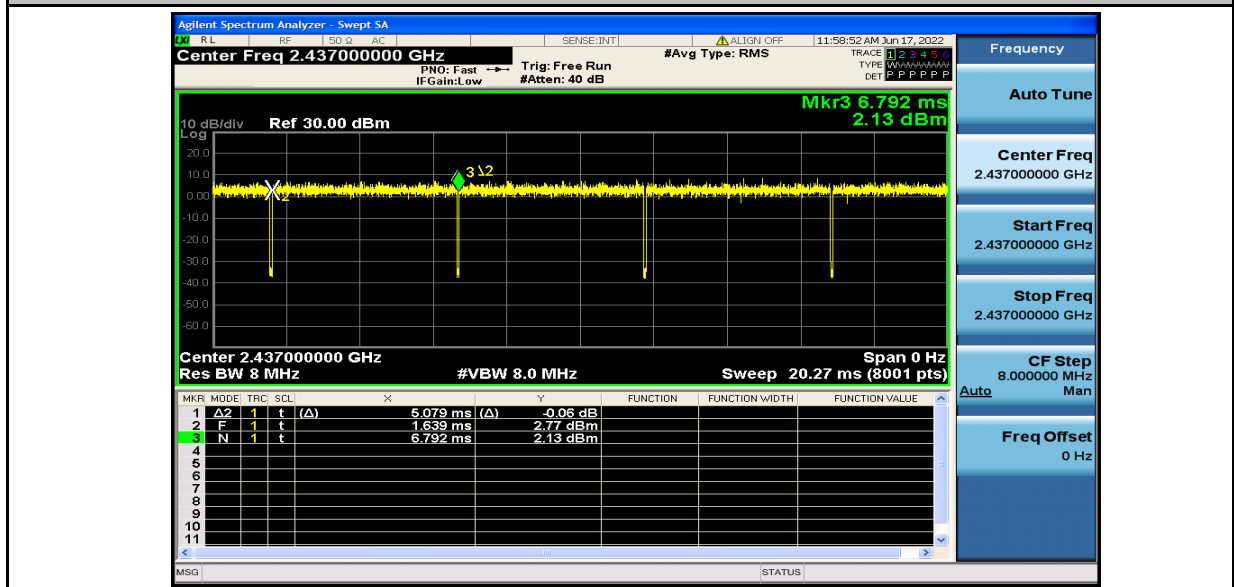 Agilent Spectrum Analyzer - Swept SA
RL RF 50 Ω AC SENSE:INT ALIGN OFF 11:58:52 AM Jun 17, 2022
Center Freq 2.437000000 GHz
PNO: Fast
IFGain:Low
Trig: Free Run
#Atten: 40 dB
#Avg Type: RMS
TRACE 1 2 3 4 5 6
TYPE WWWWWW
DET P P P P P P
Mkr3 6.792 ms
2.13 dBm
10 dB/div Ref 30.00 dBm
Log
20.0
10.0
0.00
-10.0
-20.0
-30.0
-40.0
-50.0
-60.0
X2
3 Δ2
Center 2.437000000 GHz Span 0 Hz
Res BW 8 MHz #VBW 8.0 MHz Sweep 20.27 ms (8001 pts)
MKR MODE TRC SCL X Y FUNCTION FUNCTION WIDTH FUNCTION VALUE
1 Δ2 1 t (Δ) 5.079 ms (Δ) -0.06 dB
2 F 1 t 1.639 ms 2.77 dBm
3 N 1 t 6.792 ms 2.13 dBm
4
5
6
7
8
9
10
11
MSG STATUS
Frequency
Auto Tune
Center Freq
2.437000000 GHz
Start Freq
2.437000000 GHz
Stop Freq
2.437000000 GHz
CF Step
8.000000 MHz
Auto Man
Freq Offset
0 Hz